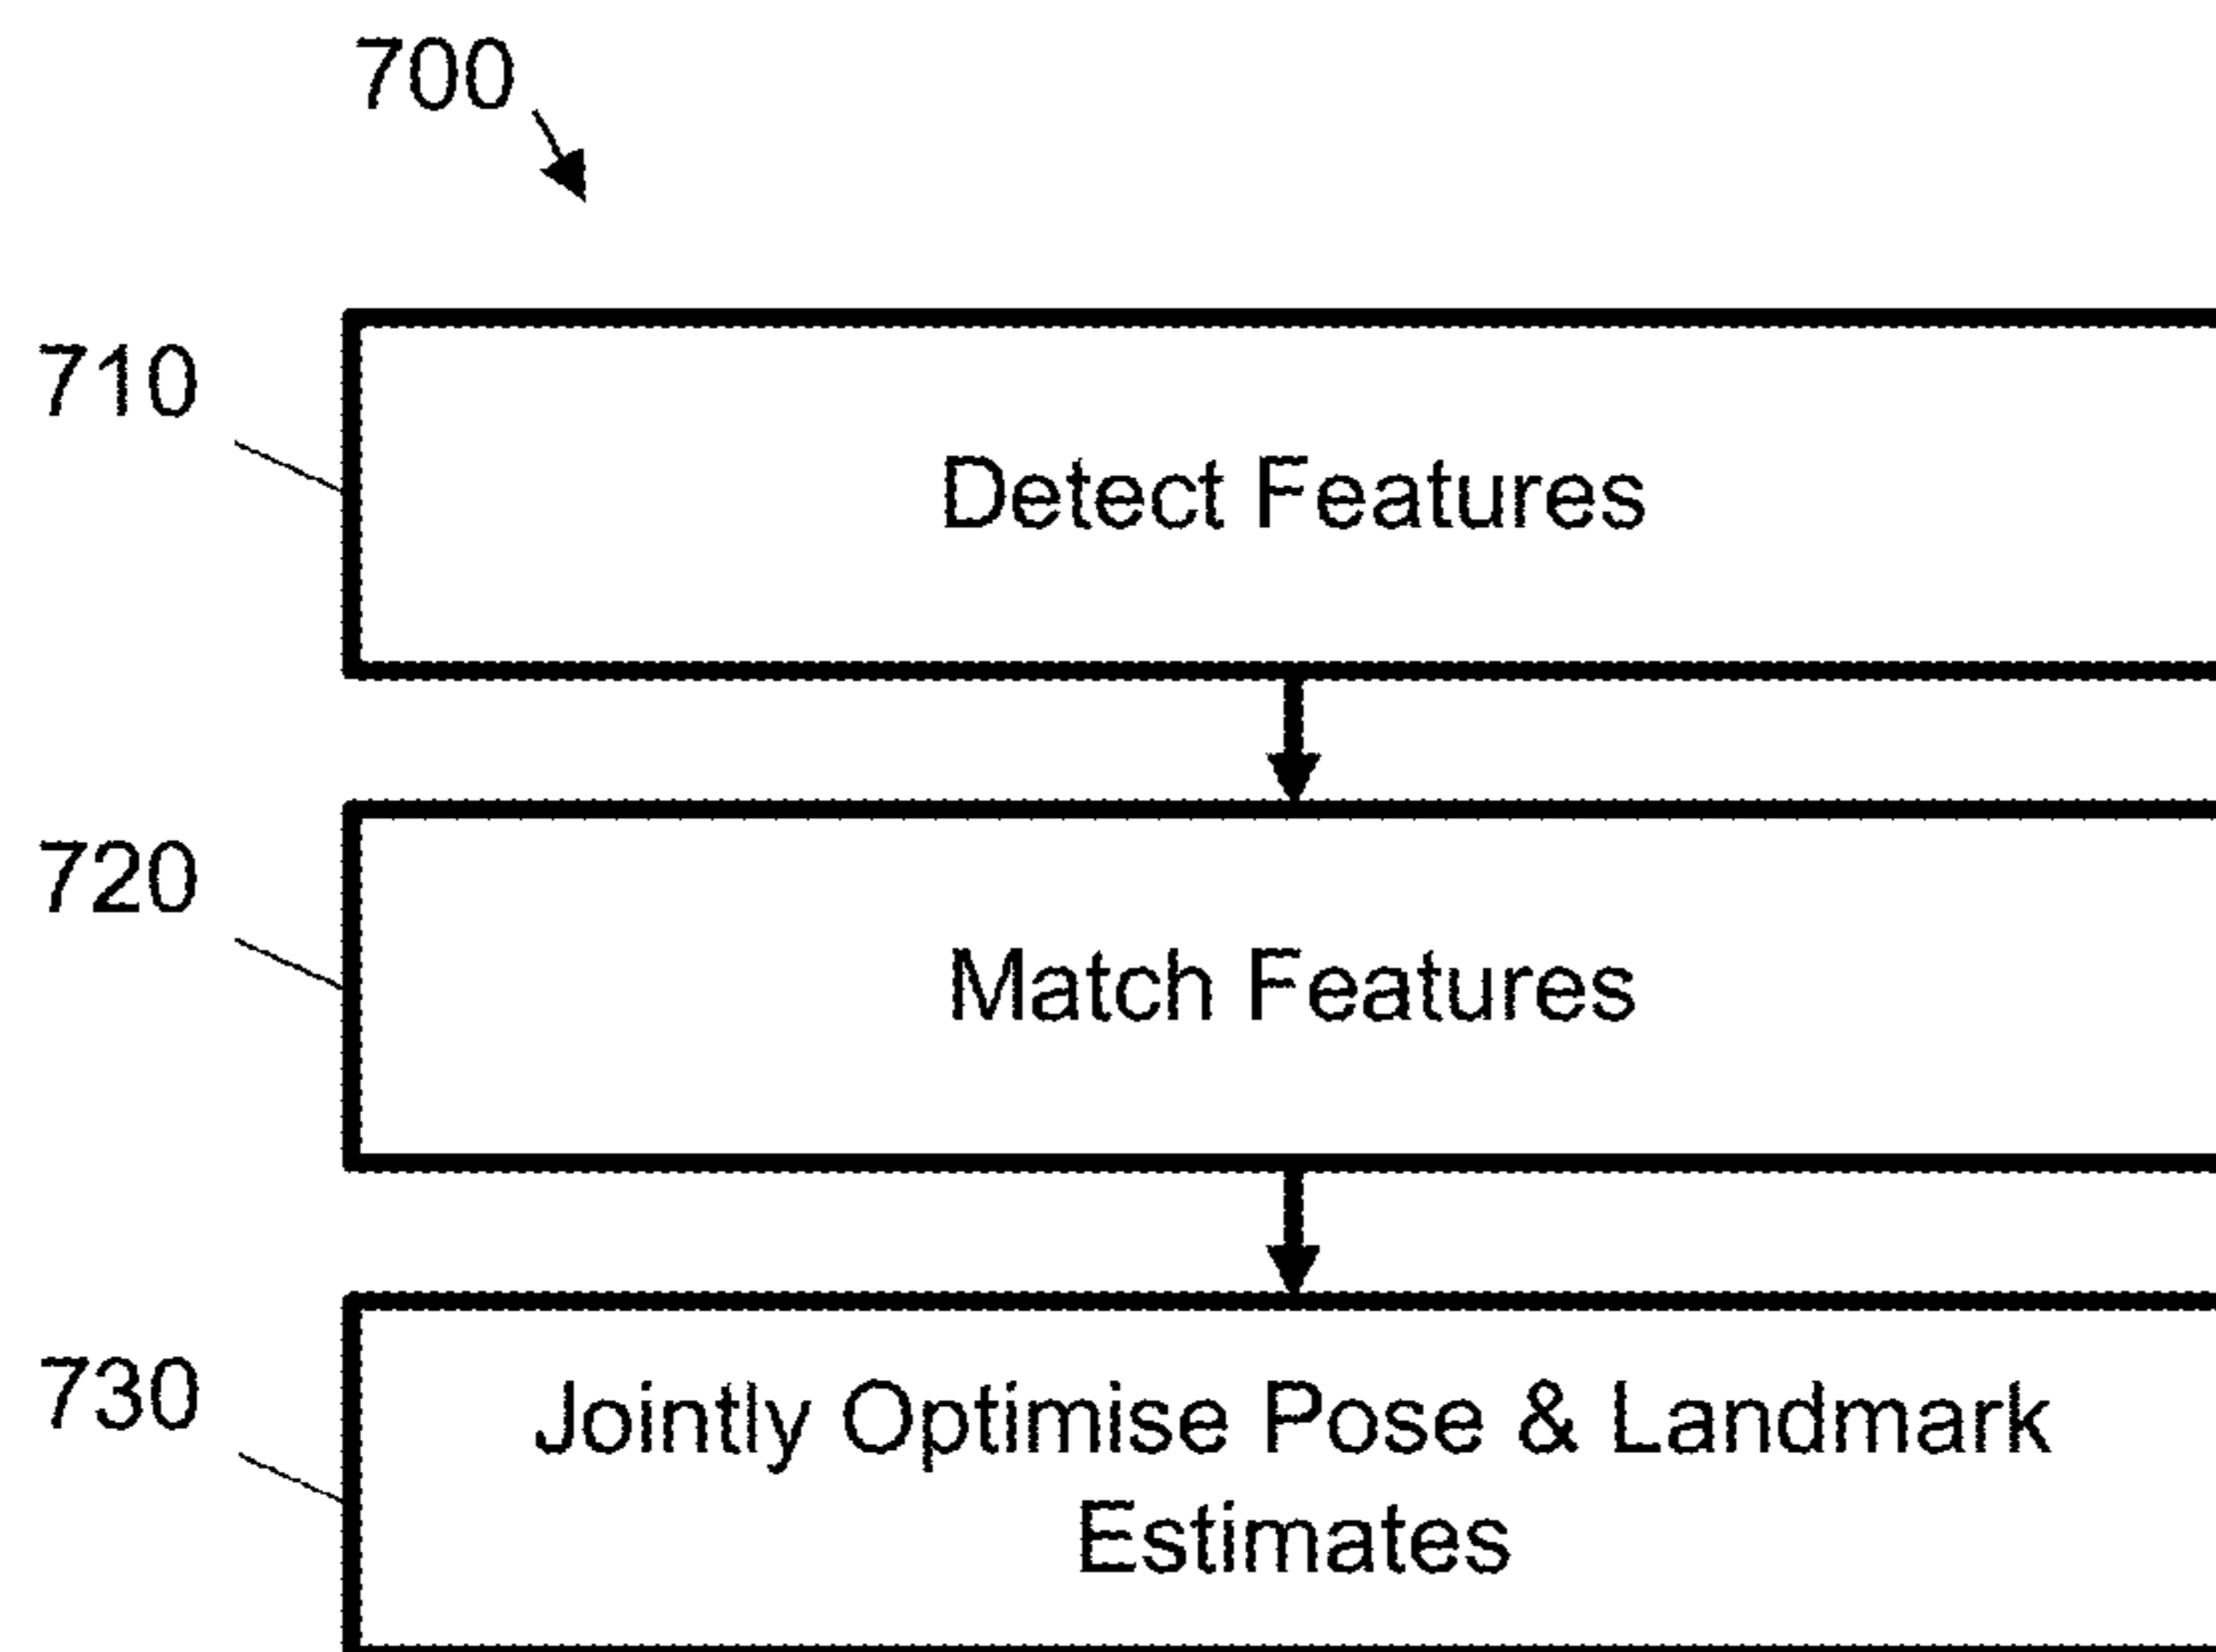 700
710
Detect Features
720
Match Features
730
Jointly Optimise Pose & Landmark
Estimates